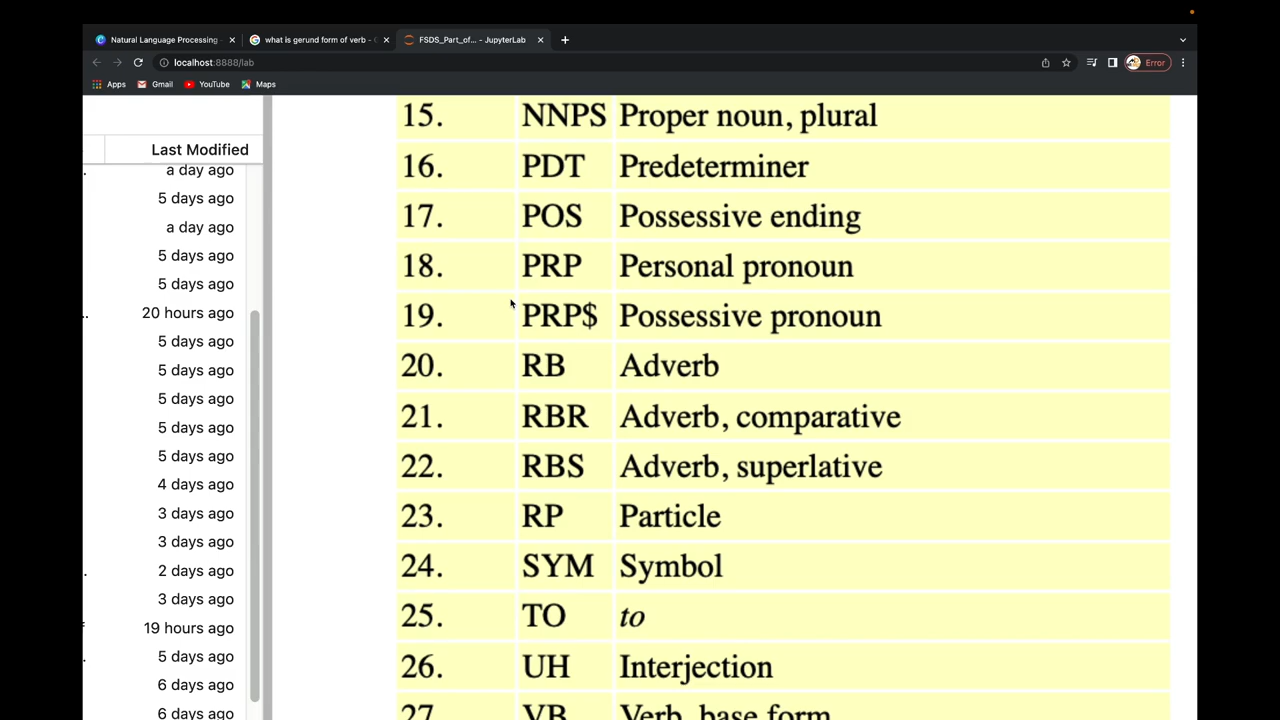 Natural Language Processing -
what is gerund form of verb -
FSDS_Part_of... - JupyterLab
localhost:8888/lab
Error
Apps
Gmail
YouTube
Maps
Last Modified
. a day ago
5 days ago
a day ago
5 days ago
5 days ago
.. 20 hours ago
5 days ago
5 days ago
5 days ago
5 days ago
5 days ago
4 days ago
3 days ago
3 days ago
. 2 days ago
3 days ago
19 hours ago
. 5 days ago
6 days ago
6 days ago
15. NNPS Proper noun, plural
16. PDT Predeterminer
17. POS Possessive ending
18. PRP Personal pronoun
19. PRP$ Possessive pronoun
20. RB Adverb
21. RBR Adverb, comparative
22. RBS Adverb, superlative
23. RP Particle
24. SYM Symbol
25. TO to
26. UH Interjection
27. VB Verb, base form